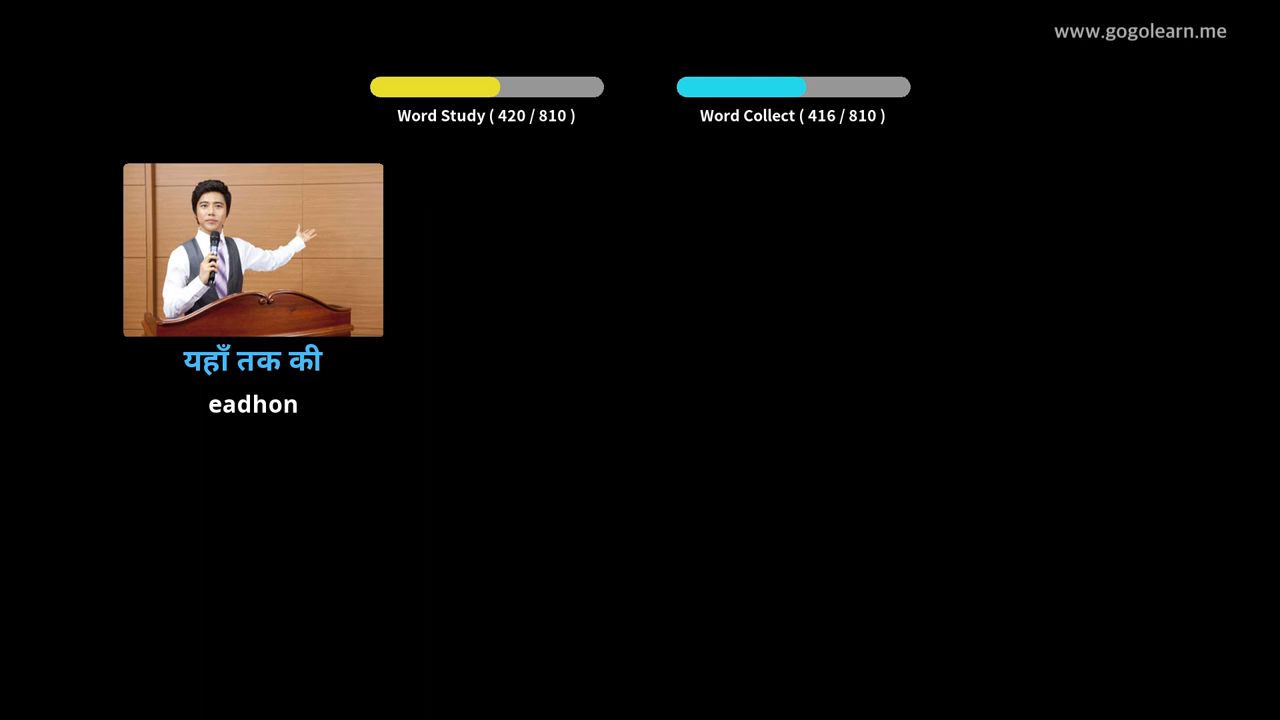 www.gogolearn.me
Word Study ( 420 / 810 )
Word Collect ( 416 / 810 )
यहाँ तक की
eadhon